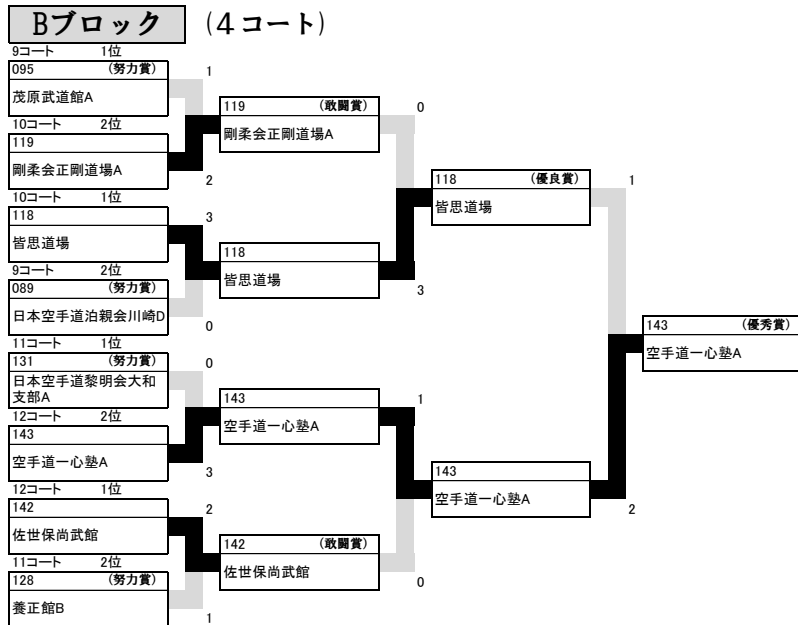 Bブロック (4コート)
9コート 1位
095 (努力賞)
茂原武道館A
1
10コート 2位
119
剛柔会正剛道場A
2
10コート 1位
118
皆思道場
3
9コート 2位
089 (努力賞)
日本空手道泊親会川崎D
0
11コート 1位
131 (努力賞)
日本空手道黎明会大和
支部A
0
12コート 2位
143
空手道一心塾A
3
12コート 1位
142
佐世保尚武館
2
11コート 2位
128 (努力賞)
養正館B
1
119 (敢闘賞)
剛柔会正剛道場A
0
118
皆思道場
3
143
空手道一心塾A
1
142 (敢闘賞)
佐世保尚武館
0
118 (優良賞)
皆思道場
1
143
空手道一心塾A
2
143 (優秀賞)
空手道一心塾A